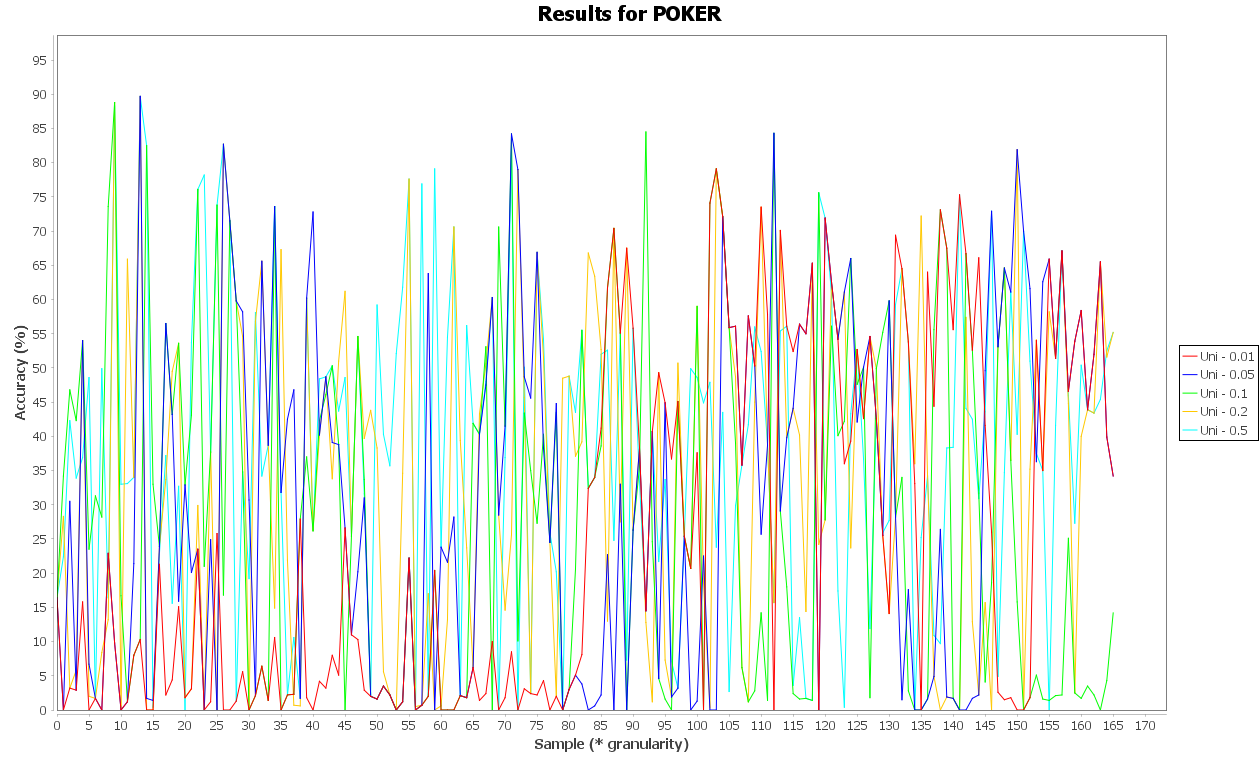 Results for POKER
Accuracy (%)
95
90
85
80
75
70
65
60
55
50
45
40
35
30
25
20
15
10
5
0
0 5 10 15 20 25 30 35 40 45 50 55 60 65 70 75 80 85 90 95 100 105 110 115 120 125 130 135 140 145 150 155 160 165 170
Sample (* granularity)
Uni - 0.01
Uni - 0.05
Uni - 0.1
Uni - 0.2
Uni - 0.5